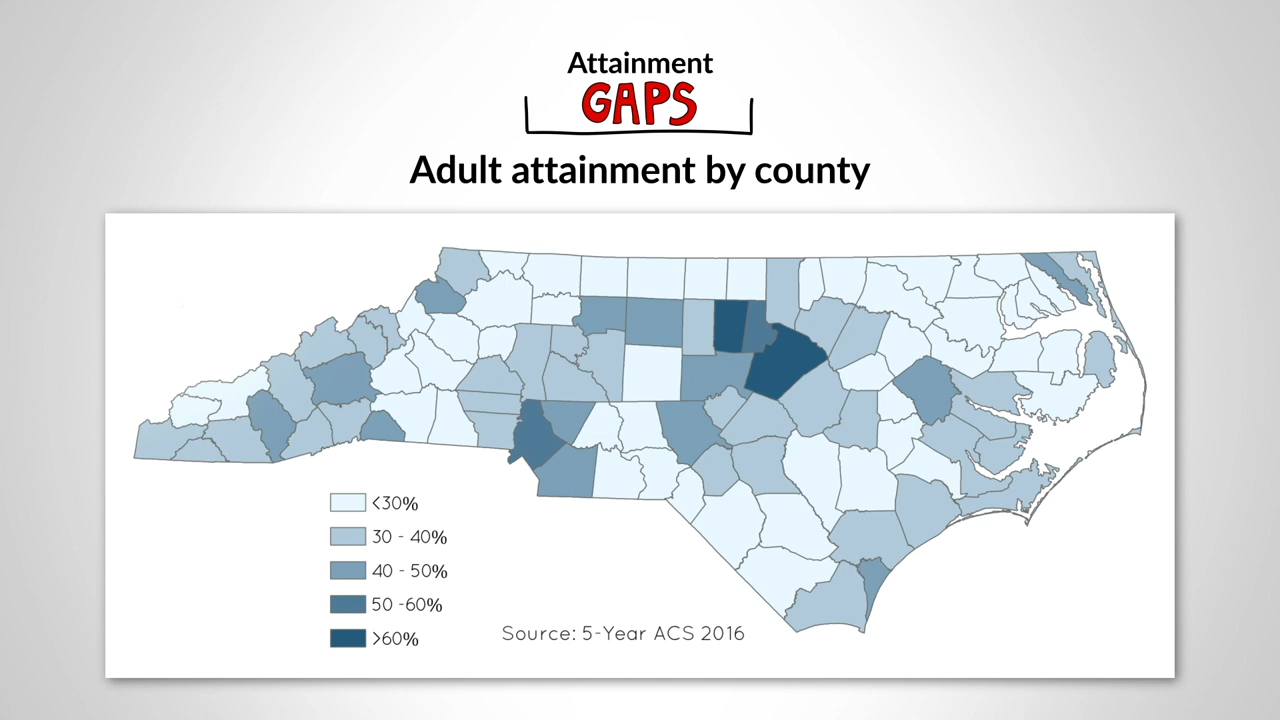 Attainment
GAPS
Adult attainment by county
<30%
30 - 40%
40 - 50%
50 -60%
>60%
Source: 5-Year ACS 2016